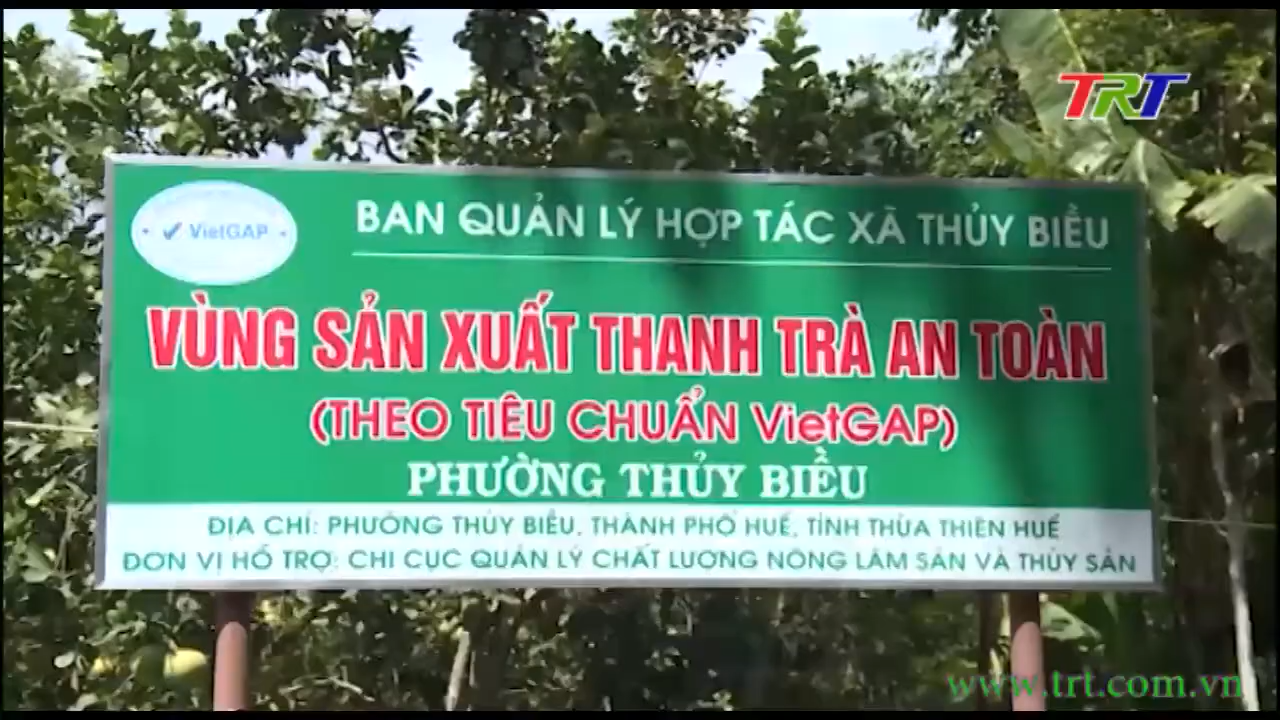 TRT
VietGAP
BAN QUẢN LÝ HỢP TÁC XÃ THỦY BIỀU
VÙNG SẢN XUẤT THANH TRÀ AN TOÀN
(THEO TIÊU CHUẨN VietGAP)
PHƯỜNG THỦY BIỀU
ĐỊA CHỈ: PHƯỜNG THỦY BIỀU, THÀNH PHỐ HUẾ, TỈNH THỪA THIÊN HUẾ
ĐƠN VỊ HỖ TRỢ: CHI CỤC QUẢN LÝ CHẤT LƯỢNG NÔNG LÂM SẢN VÀ THỦY SẢN
www.trt.com.vn